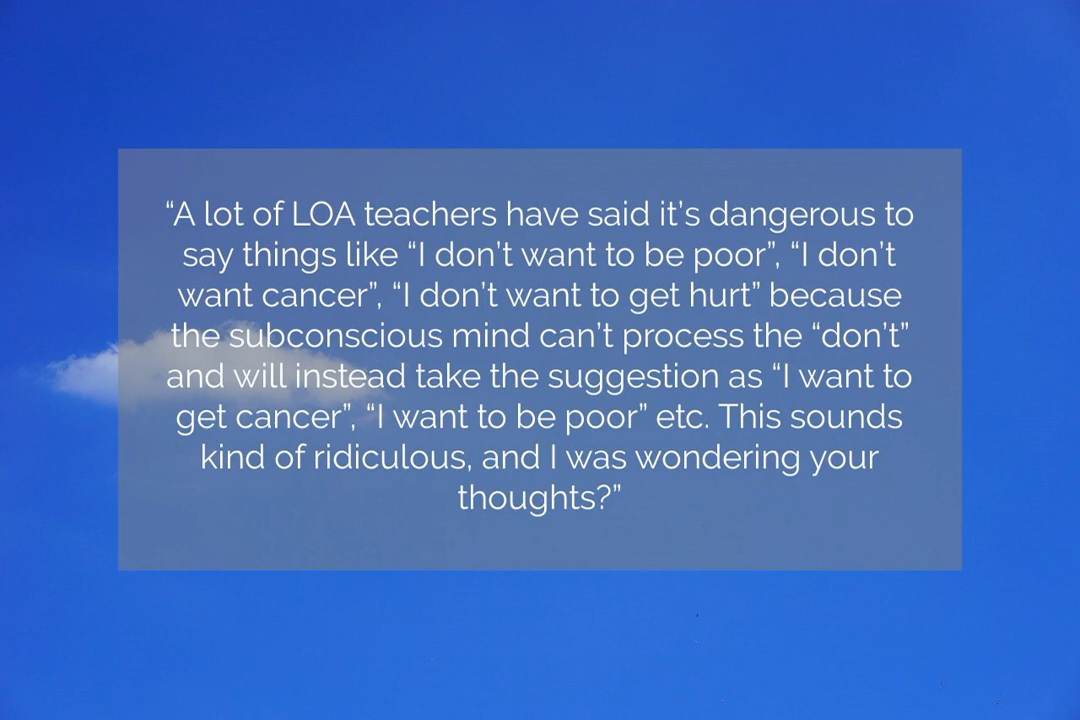 “A lot of LOA teachers have said it’s dangerous to
say things like “I don’t want to be poor”, “I don’t
want cancer”, “I don’t want to get hurt” because
the subconscious mind can’t process the “don’t”
and will instead take the suggestion as “I want to
get cancer”, “I want to be poor” etc. This sounds
kind of ridiculous, and I was wondering your
thoughts?”